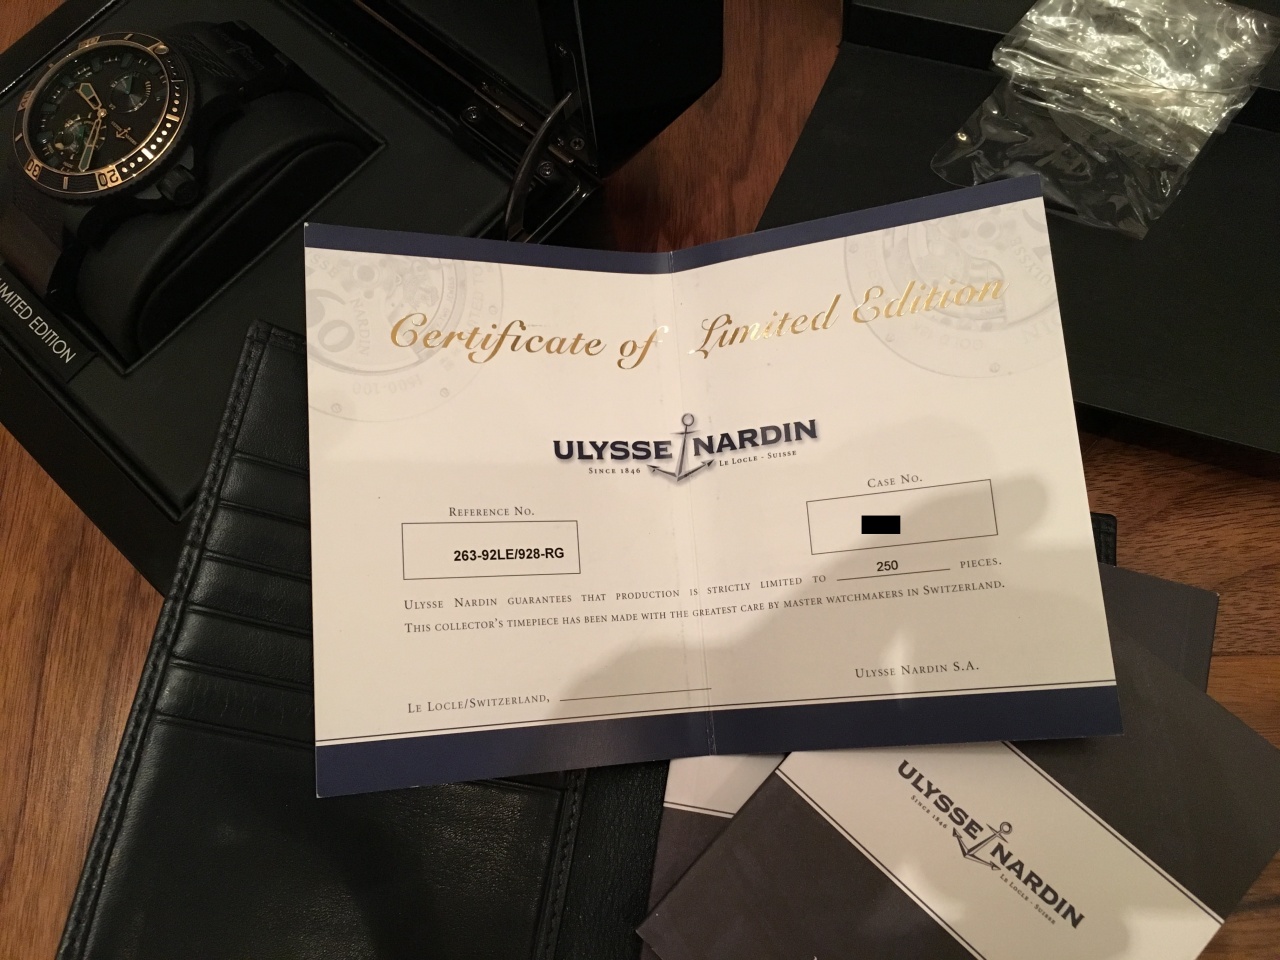 30
20
LIMITED EDITION
Certificate of Limited Edition
ULYSSE NARDIN
SINCE 1846 LE LOCLE - SUISSE
REFERENCE NO.
CASE NO.
263-92LE/928-RG
ULYSSE NARDIN GUARANTEES THAT PRODUCTION IS STRICTLY LIMITED TO 250 PIECES.
THIS COLLECTOR'S TIMEPIECE HAS BEEN MADE WITH THE GREATEST CARE BY MASTER WATCHMAKERS IN SWITZERLAND.
ULYSSE NARDIN S.A.
LE LOCLE/SWITZERLAND,
ULYSSE NARDIN
SINCE 1846 LE LOCLE - SUISSE